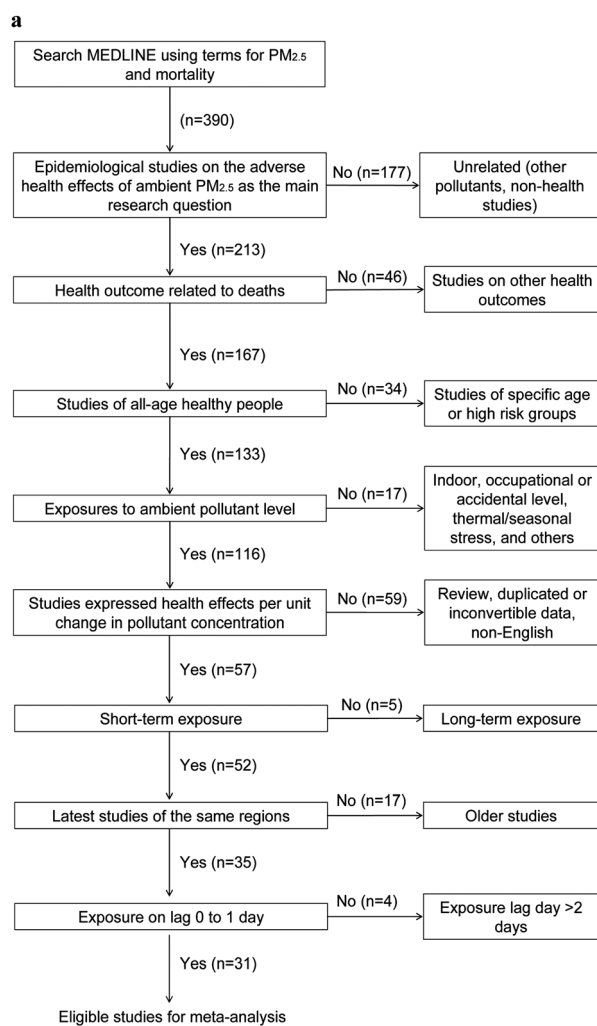 a
Search MEDLINE using terms for PM2.5
and mortality
(n=390)
Epidemiological studies on the adverse
health effects of ambient PM2.5 as the main
research question
No (n=177)
Unrelated (other
pollutants, non-health
studies)
Yes (n=213)
Health outcome related to deaths
No (n=46)
Studies on other health
outcomes
Yes (n=167)
Studies of all-age healthy people
No (n=34)
Studies of specific age
or high risk groups
Yes (n=133)
Exposures to ambient pollutant level
No (n=17)
Indoor, occupational or
accidental level,
thermal/seasonal
stress, and others
Yes (n=116)
Studies expressed health effects per unit
change in pollutant concentration
No (n=59)
Review, duplicated or
inconvertible data,
non-English
Yes (n=57)
Short-term exposure
No (n=5)
Long-term exposure
Yes (n=52)
Latest studies of the same regions
No (n=17)
Older studies
Yes (n=35)
Exposure on lag 0 to 1 day
No (n=4)
Exposure lag day >2
days
Yes (n=31)
Eligible studies for meta-analysis